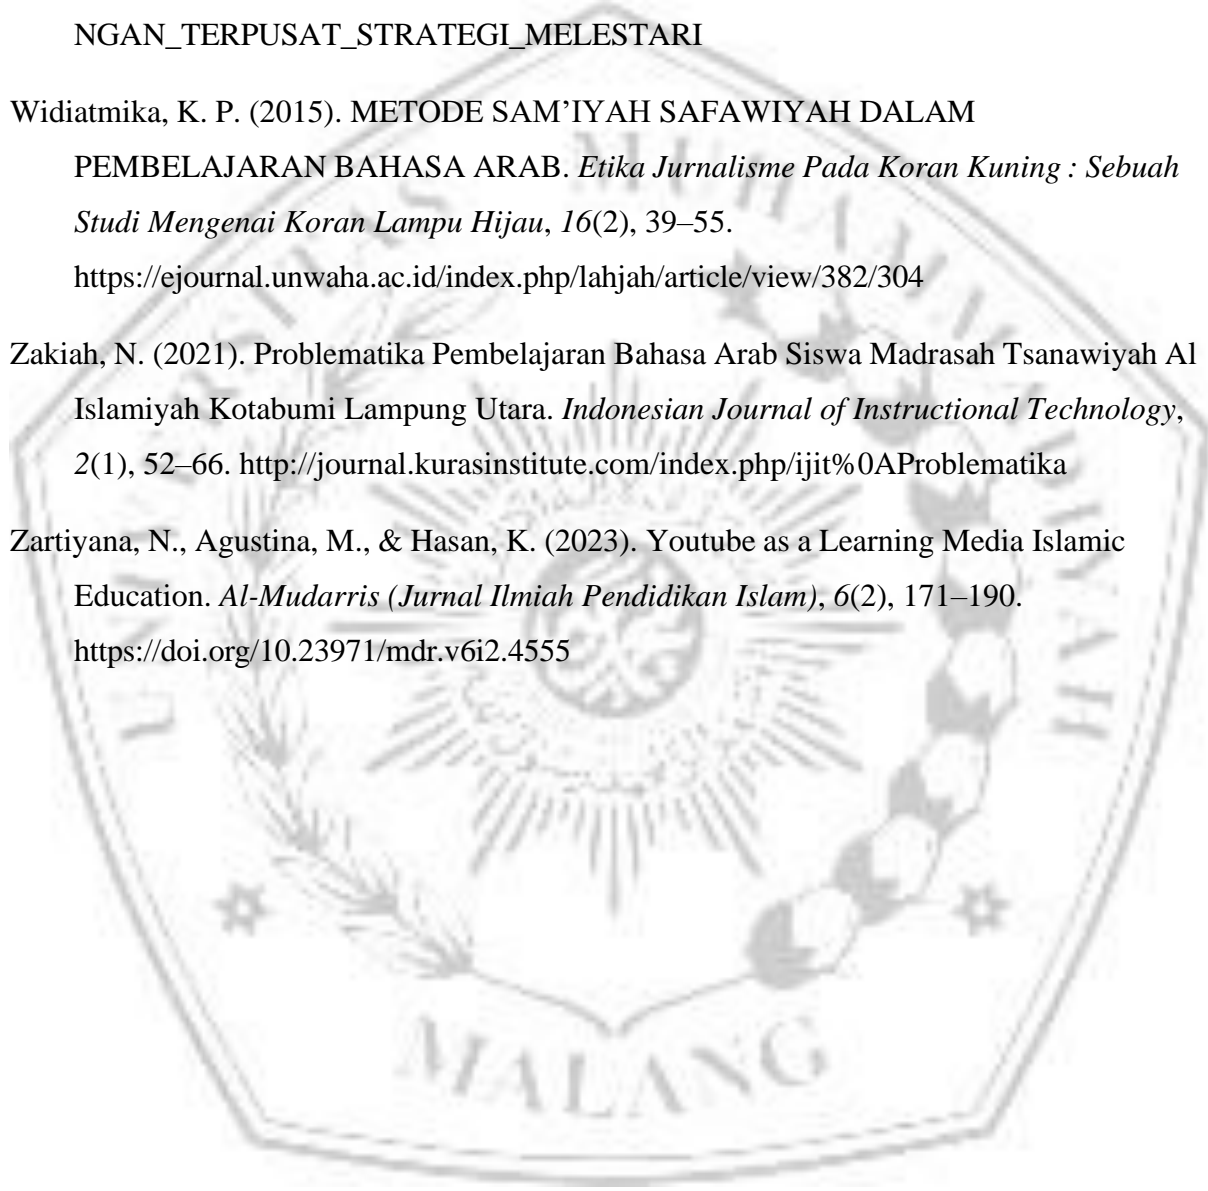 NGAN_TERPUSAT_STRATEGI_MELESTARI
Widiatmika, K. P. (2015). METODE SAM’IYAH SAFAWIYAH DALAM
PEMBELAJARAN BAHASA ARAB. Etika Jurnalisme Pada Koran Kuning : Sebuah
Studi Mengenai Koran Lampu Hijau, 16(2), 39–55.
https://ejournal.unwaha.ac.id/index.php/lahjah/article/view/382/304
Zakiah, N. (2021). Problematika Pembelajaran Bahasa Arab Siswa Madrasah Tsanawiyah Al
Islamiyah Kotabumi Lampung Utara. Indonesian Journal of Instructional Technology,
2(1), 52–66. http://journal.kurasinstitute.com/index.php/ijit%0AProblematika
Zartiyana, N., Agustina, M., & Hasan, K. (2023). Youtube as a Learning Media Islamic
Education. Al-Mudarris (Jurnal Ilmiah Pendidikan Islam), 6(2), 171–190.
https://doi.org/10.23971/mdr.v6i2.4555
UNIVERSITAS MUHAMMADIYAH
MALANG